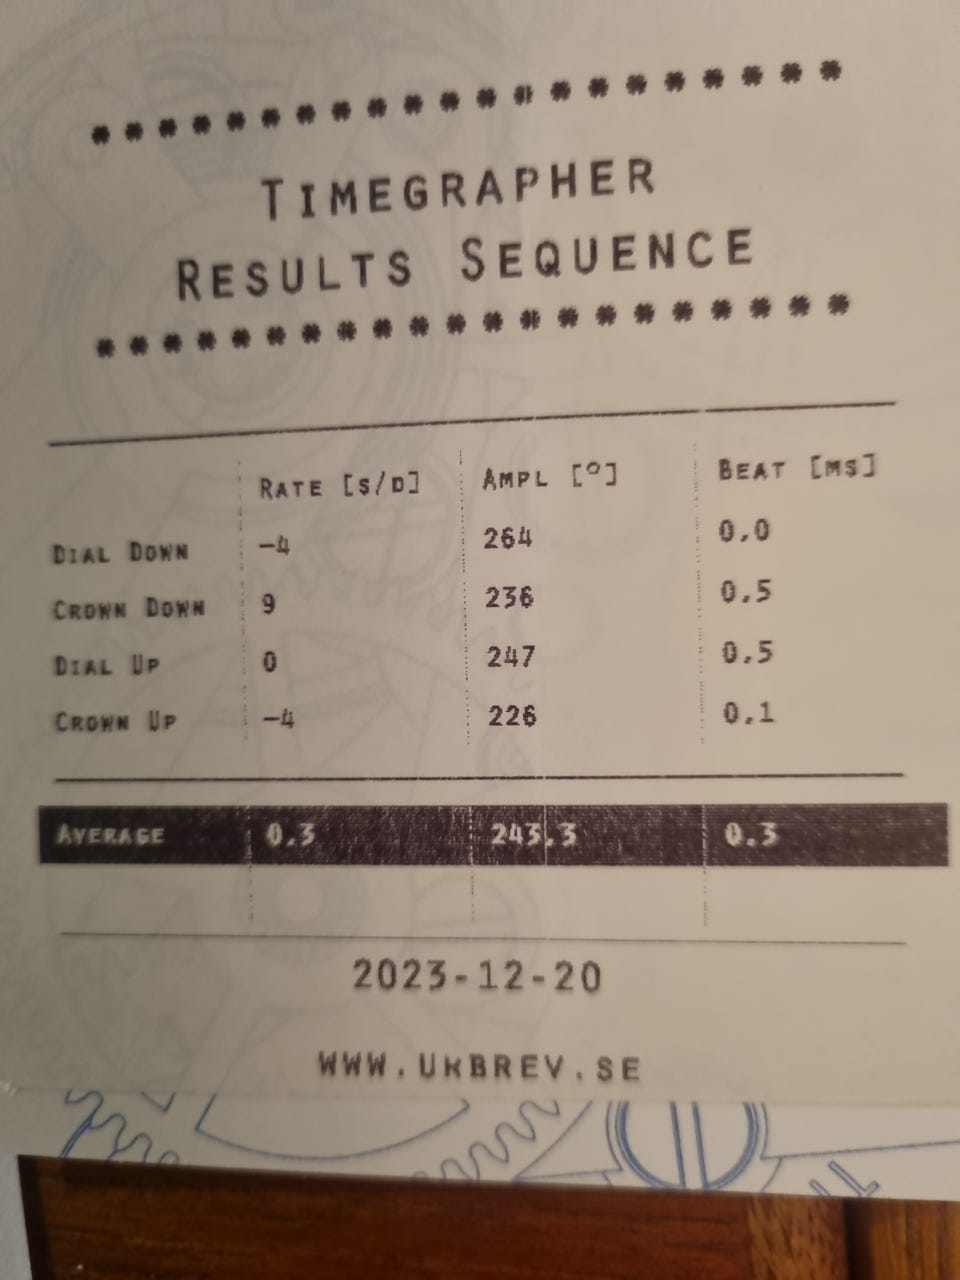 ********************
TIMEGRAPHER
RESULTS SEQUENCE
********************
RATE [S/D] AMPL [°] BEAT [MS]
DIAL DOWN -4 264 0.0
CROWN DOWN 9 236 0.5
DIAL UP 0 247 0.5
CROWN UP -4 226 0.1
AVERAGE 0.3 243.3 0.3
2023-12-20
WWW.URBREV.SE